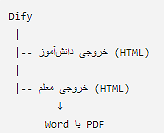 Dify
|
|-- خروجی دانش‌آموز (HTML)
|
|-- خروجی معلم (HTML)
↓
Word یا PDF